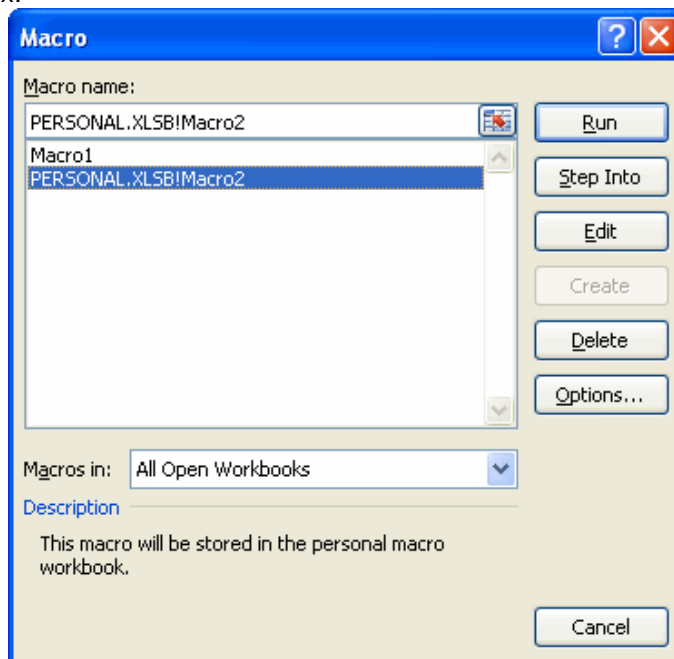 x.
Macro
Macro name:
PERSONAL.XLSB!Macro2
Run
Macro1
PERSONAL.XLSB!Macro2
Step Into
Edit
Create
Delete
Options...
Macros in: All Open Workbooks
Description
This macro will be stored in the personal macro
workbook.
Cancel